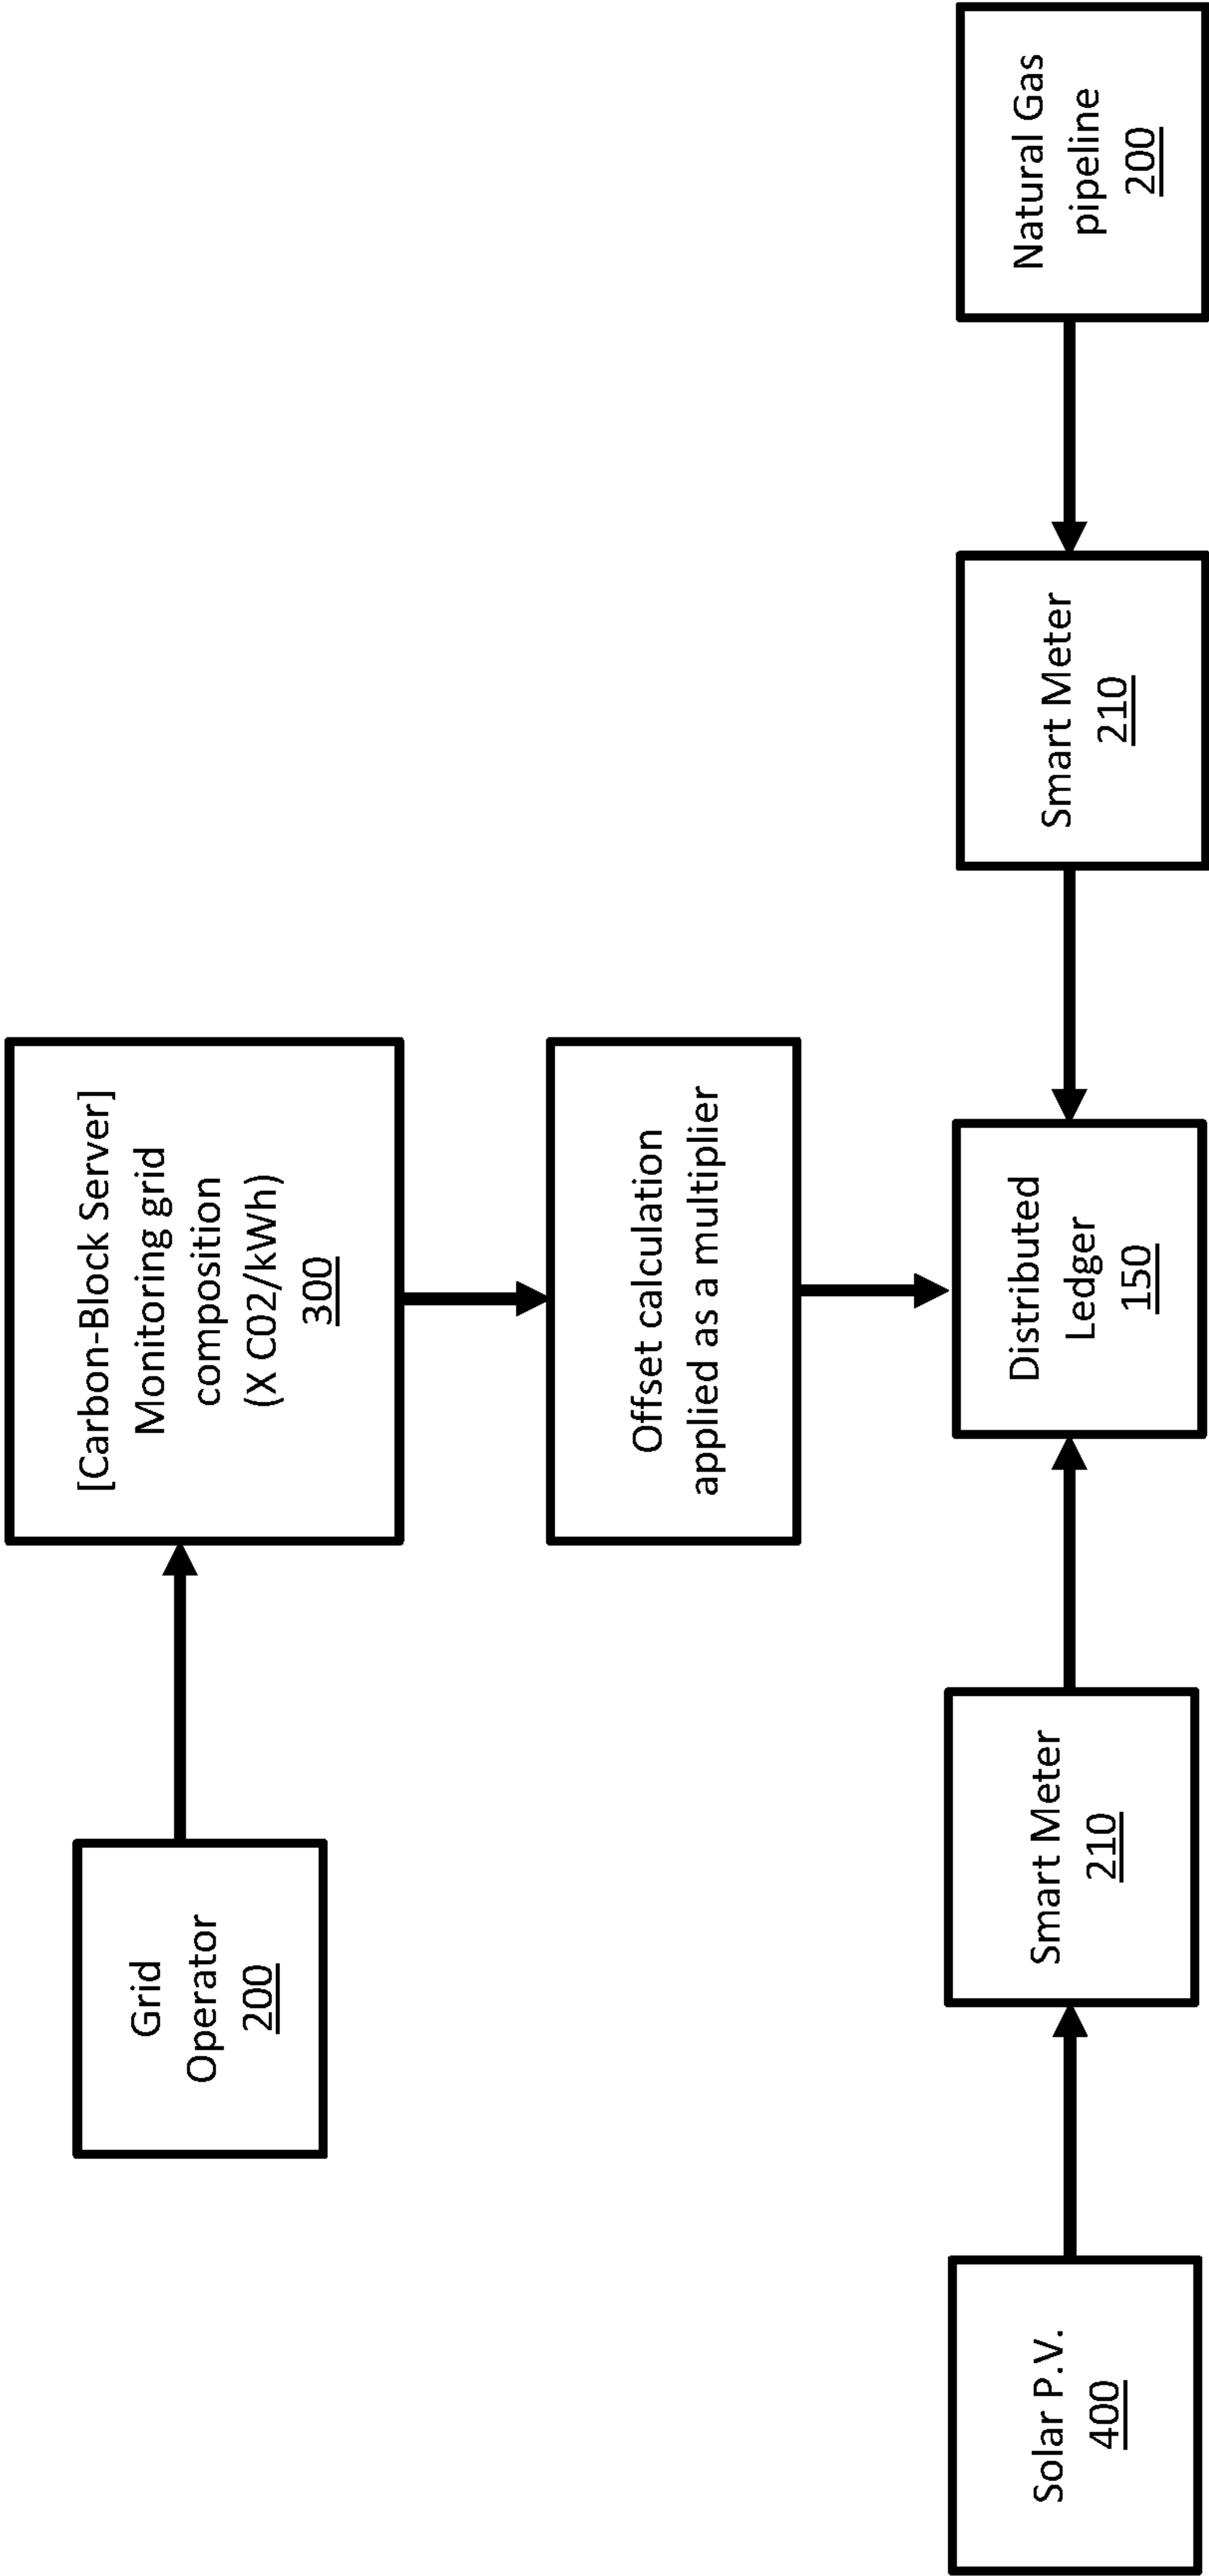 Grid
Operator
200
[Carbon-Block Server]
Monitoring grid
composition
(X C02/kWh)
300
Offset calculation
applied as a multiplier
Solar P.V.
400
Smart Meter
210
Distributed
Ledger
150
Smart Meter
210
Natural Gas
pipeline
200